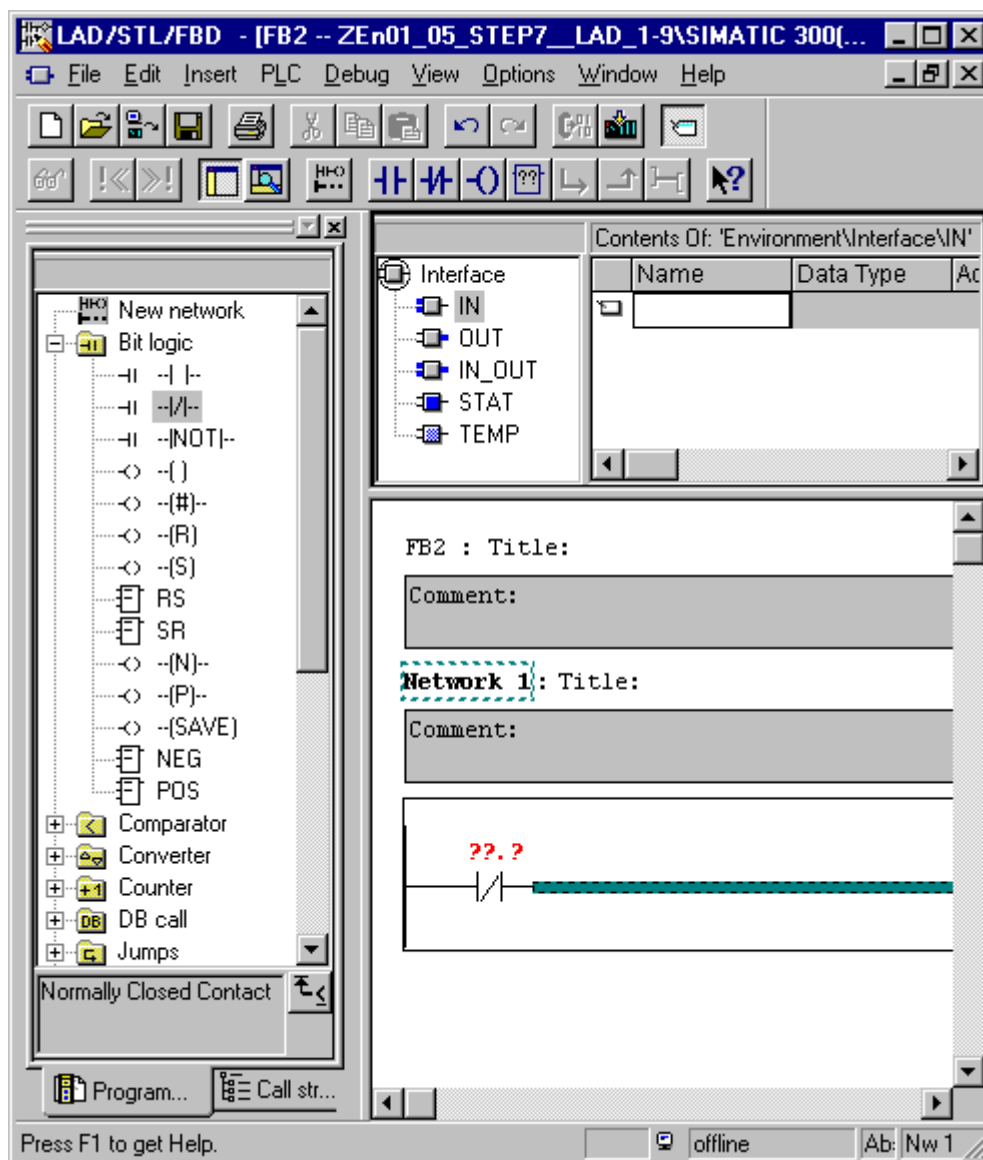 LAD/STL/FBD - [FB2 -- ZEn01_05_STEP7__LAD_1-9\SIMATIC 300(...
File Edit Insert PLC Debug View Options Window Help
Contents Of: 'Environment\Interface\IN'
Name Data Type Ad
Interface
IN
OUT
IN_OUT
STAT
TEMP
New network
Bit logic
--| |--
--|/|--
--|NOT|--
--( )
--(#)--
--(R)
--(S)
RS
SR
--(N)--
--(P)--
--(SAVE)
NEG
POS
Comparator
Converter
Counter
DB call
Jumps
Normally Closed Contact
Program...
Call str...
FB2 : Title:
Comment:
Network 1: Title:
Comment:
??.?
Press F1 to get Help.
offline
Ab:
Nw 1